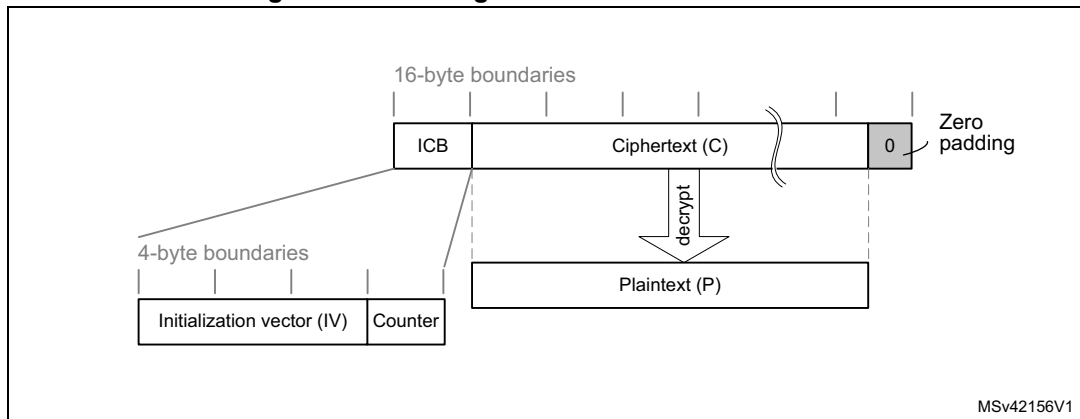 16-byte boundaries
ICB
Ciphertext (C)
0
Zero
padding
decrypt
4-byte boundaries
Plaintext (P)
Initialization vector (IV)
Counter
MSv42156V1